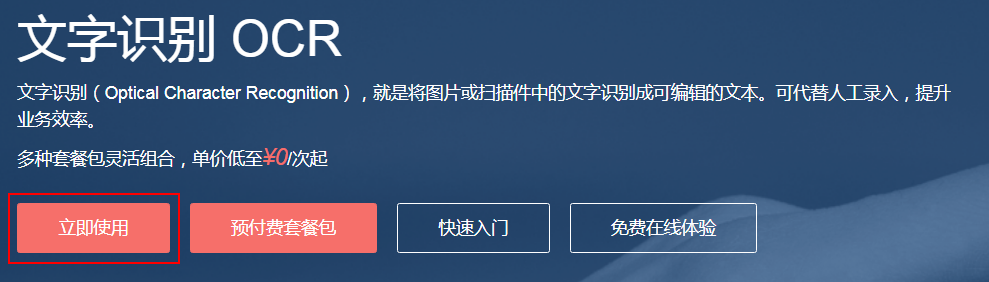 文字识别 OCR
文字识别（Optical Character Recognition），就是将图片或扫描件中的文字识别成可编辑的文本。可代替人工录入，提升
业务效率。
多种套餐包灵活组合，单价低至¥0/次起
立即使用 预付费套餐包 快速入门 免费在线体验